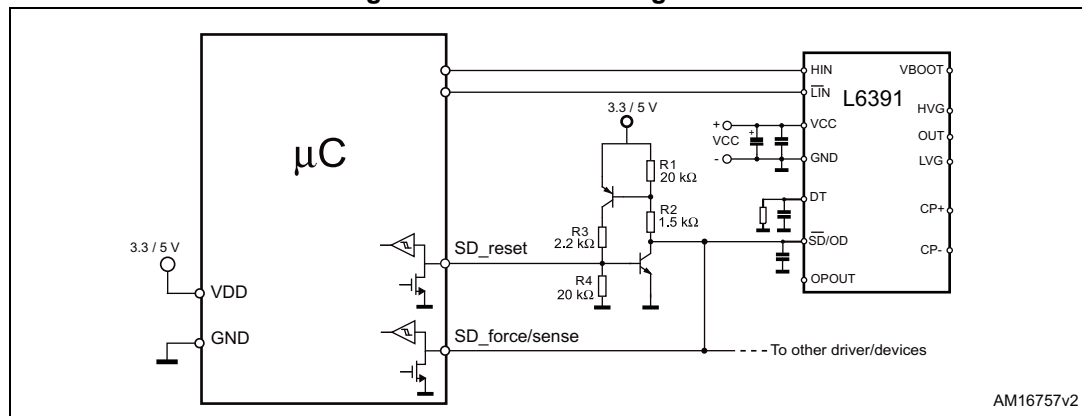 μC
3.3 / 5 V
VDD
GND
SD_reset
SD_force/sense
3.3 / 5 V
R1
20 kΩ
R2
1.5 kΩ
R3
2.2 kΩ
R4
20 kΩ
+
VCC
-
+
HIN
LIN
VCC
GND
DT
SD/OD
OPOUT
L6391
VBOOT
HVG
OUT
LVG
CP+
CP-
To other driver/devices
AM16757v2